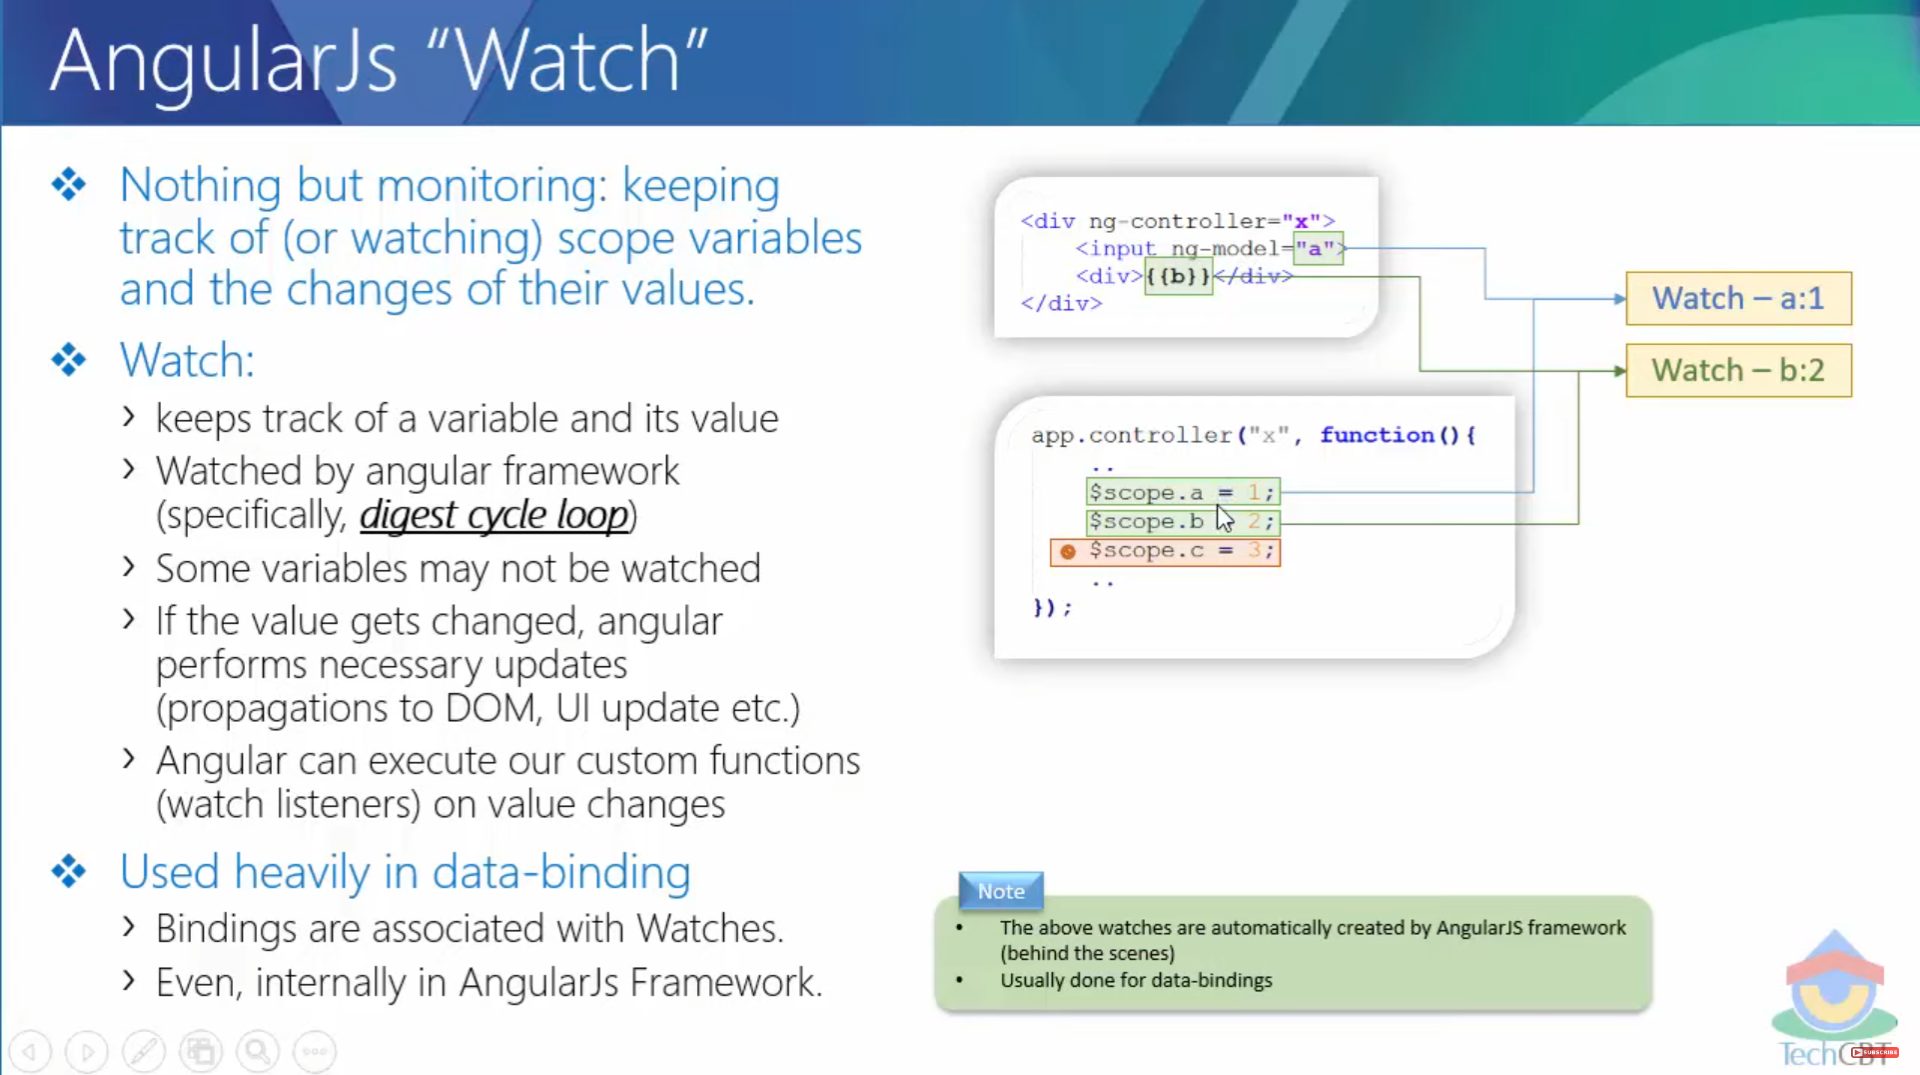 AngularJs “Watch”
Nothing but monitoring: keeping
track of (or watching) scope variables
and the changes of their values.
Watch:
keeps track of a variable and its value
Watched by angular framework
(specifically, digest cycle loop)
Some variables may not be watched
If the value gets changed, angular
performs necessary updates
(propagations to DOM, UI update etc.)
Angular can execute our custom functions
(watch listeners) on value changes
Used heavily in data-binding
Bindings are associated with Watches.
Even, internally in AngularJs Framework.
<div ng-controller="x">
<input ng-model="a">
<div>{{b}}</div>
</div>
Watch – a:1
Watch – b:2
app.controller("x", function(){
..
$scope.a = 1;
$scope.b 2;
$scope.c = 3;
..
});
Note
The above watches are automatically created by AngularJS framework
(behind the scenes)
Usually done for data-bindings
TechCBT
SUBSCRIBE